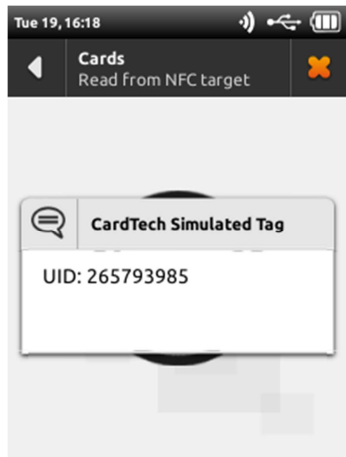 Tue 19, 16:18
Cards
Read from NFC target
CardTech Simulated Tag
UID: 265793985